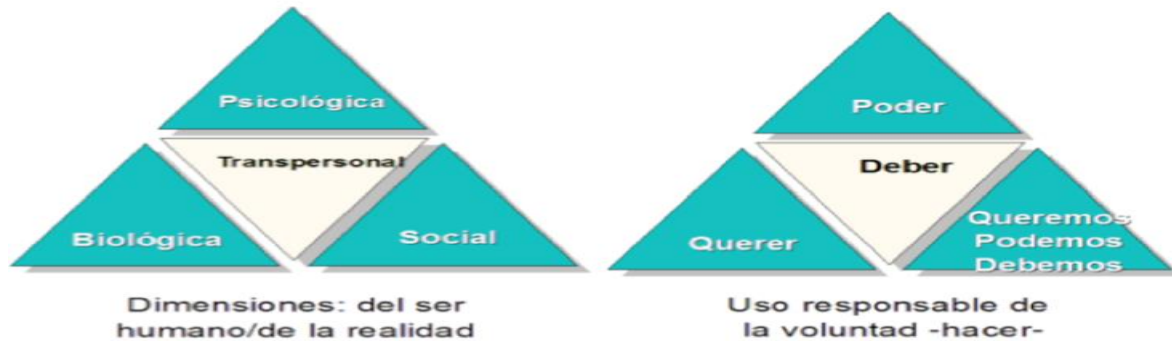 Psicológica
Transpersonal
Biológica
Social
Dimensiones: del ser
humano/de la realidad
Poder
Deber
Querer
Queremos
Podemos
Debemos
Uso responsable de
la voluntad -hacer-